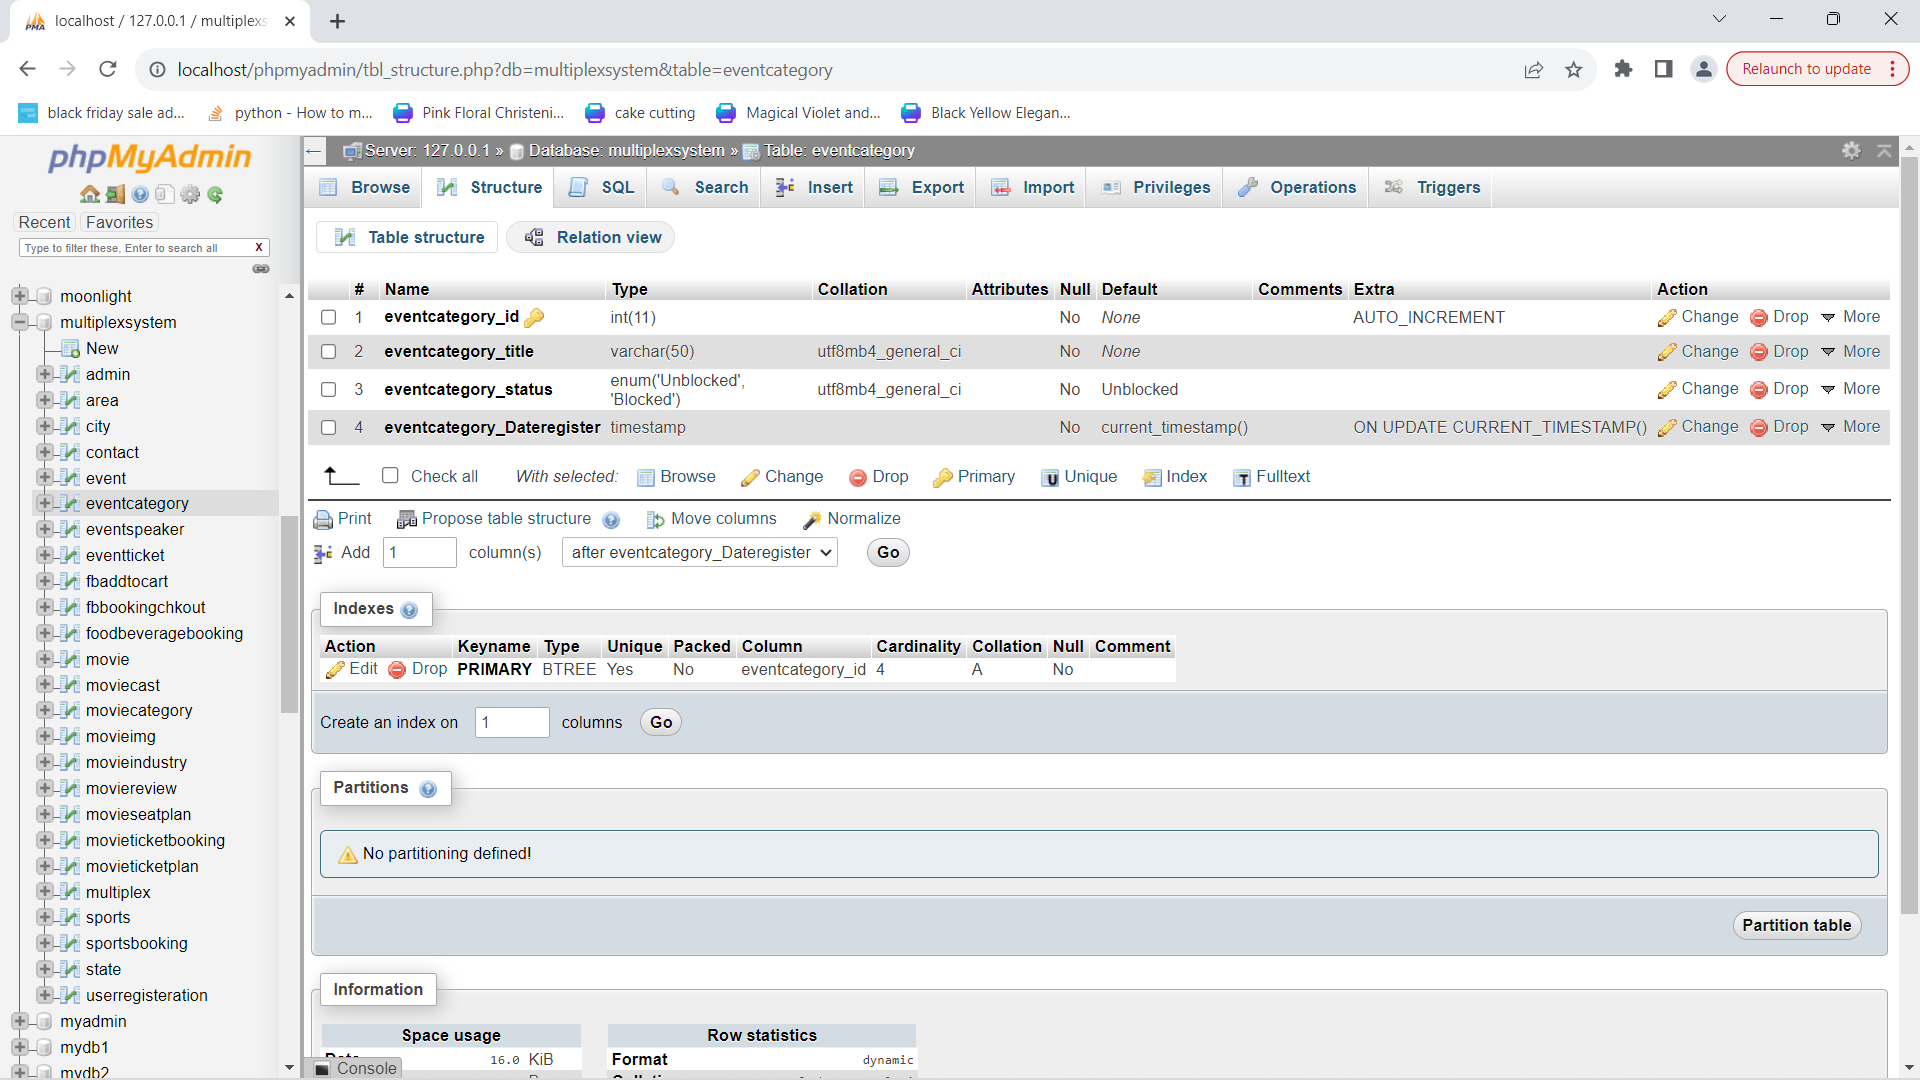 localhost / 127.0.0.1 / multiplexs
localhost/phpmyadmin/tbl_structure.php?db=multiplexsystem&table=eventcategory
Relaunch to update
black friday sale ad...
python - How to m...
Pink Floral Christeni...
cake cutting
Magical Violet and...
Black Yellow Elegan...
phpMyAdmin
Recent Favorites
Type to filter these, Enter to search all X
moonlight
multiplexsystem
New
admin
area
city
contact
event
eventcategory
eventspeaker
eventticket
fbaddtocart
fbbookingchkout
foodbeveragebooking
movie
moviecast
moviecategory
movieimg
movieindustry
moviereview
movieseatplan
movieticketbooking
movieticketplan
multiplex
sports
sportsbooking
state
userregisteration
myadmin
mydb1
mydb2
Server: 127.0.0.1 » Database: multiplexsystem » Table: eventcategory
Browse Structure SQL Search Insert Export Import Privileges Operations Triggers
Table structure Relation view
# Name Type Collation Attributes Null Default Comments Extra Action
1 eventcategory_id int(11) No None AUTO_INCREMENT Change Drop More
2 eventcategory_title varchar(50) utf8mb4_general_ci No None Change Drop More
3 eventcategory_status enum('Unblocked', 'Blocked') utf8mb4_general_ci No Unblocked Change Drop More
4 eventcategory_Dateregister timestamp No current_timestamp() ON UPDATE CURRENT_TIMESTAMP() Change Drop More
Check all With selected: Browse Change Drop Primary Unique Index Fulltext
Print Propose table structure Move columns Normalize
Add 1 column(s) after eventcategory_Dateregister Go
Indexes
Action Keyname Type Unique Packed Column Cardinality Collation Null Comment
Edit Drop PRIMARY BTREE Yes No eventcategory_id 4 A No
Create an index on 1 columns Go
Partitions
No partitioning defined!
Partition table
Information
Space usage
16.0 KiB
Row statistics
Format dynamic
Console